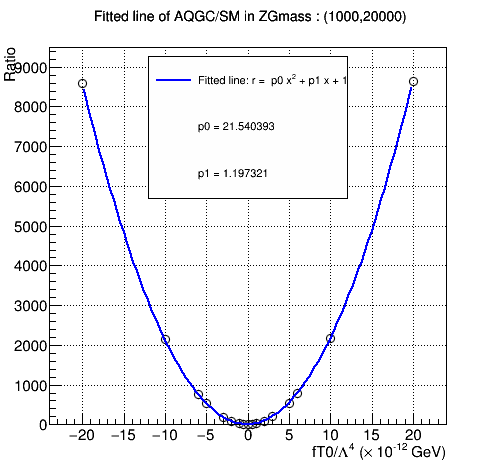 Fitted line of AQGC/SM in ZGmass : (1000,20000)
Ratio
Fitted line: r = p0 x² + p1 x + 1
p0 = 21.540393
p1 = 1.197321
9000
8000
7000
6000
5000
4000
3000
2000
1000
0
−20 −15 −10 −5 0 5 10 15 20
fT0/Λ⁴ (× 10⁻¹² GeV)